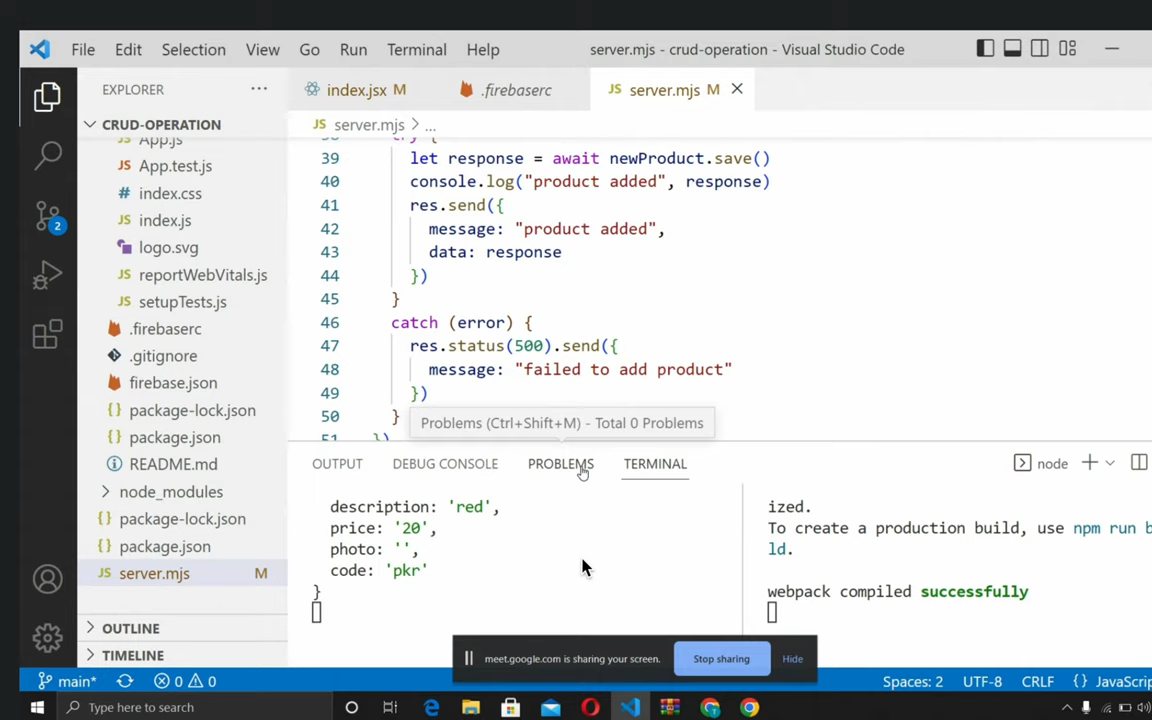 File Edit Selection View Go Run Terminal Help server.mjs - crud-operation - Visual Studio Code
EXPLORER ...
index.jsx M .firebaserc JS server.mjs M
CRUD-OPERATION
JS server.mjs > ...
JS App.js
JS App.test.js
# index.css
JS index.js
logo.svg
JS reportWebVitals.js
JS setupTests.js
.firebaserc
.gitignore
firebase.json
{} package-lock.json
{} package.json
README.md
node_modules
{} package-lock.json
{} package.json
JS server.mjs M
OUTLINE
TIMELINE
2
38 try {
39 let response = await newProduct.save()
40 console.log("product added", response)
41 res.send({
42 message: "product added",
43 data: response
44 })
45 }
46 catch (error) {
47 res.status(500).send({
48 message: "failed to add product"
49 })
50 }
51 })
Problems (Ctrl+Shift+M) - Total 0 Problems
OUTPUT DEBUG CONSOLE PROBLEMS TERMINAL node
description: 'red',
price: '20',
photo: '',
code: 'pkr'
}
ized.
To create a production build, use npm run b
ld.
webpack compiled successfully
meet.google.com is sharing your screen. Stop sharing Hide
main* 0 0 Spaces: 2 UTF-8 CRLF {} JavaScrip
Type here to search